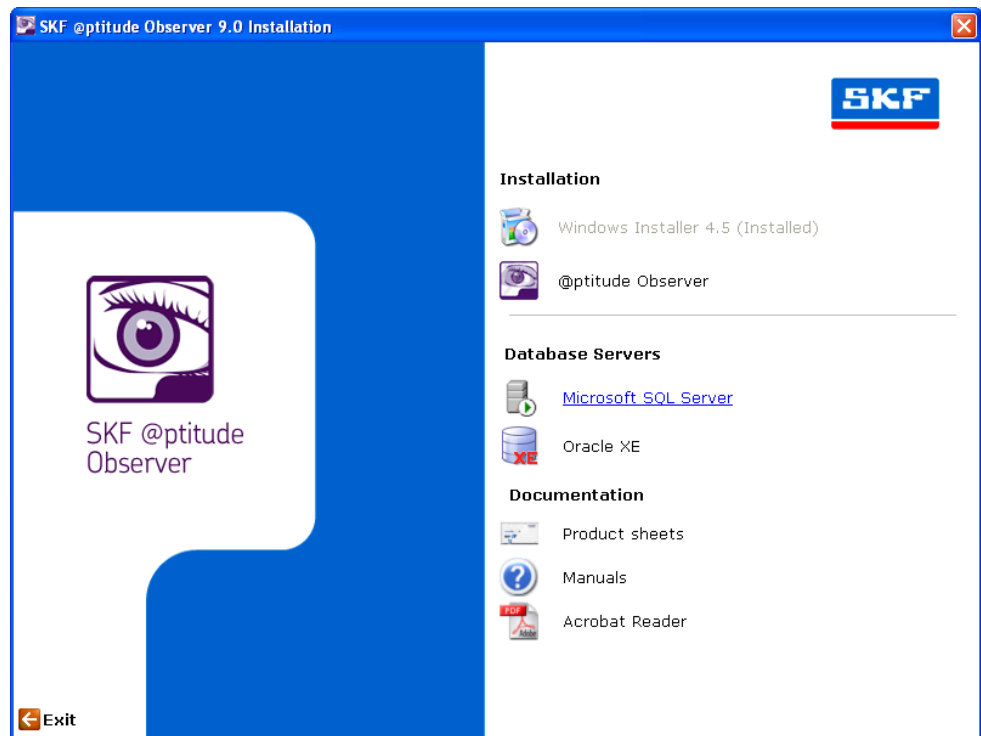 SKF @ptitude Observer 9.0 Installation
SKF
Installation
Windows Installer 4.5 (Installed)
@ptitude Observer
Database Servers
Microsoft SQL Server
XE
Oracle XE
Documentation
Product sheets
Manuals
PDF
Adobe
Acrobat Reader
SKF @ptitude
Observer
Exit